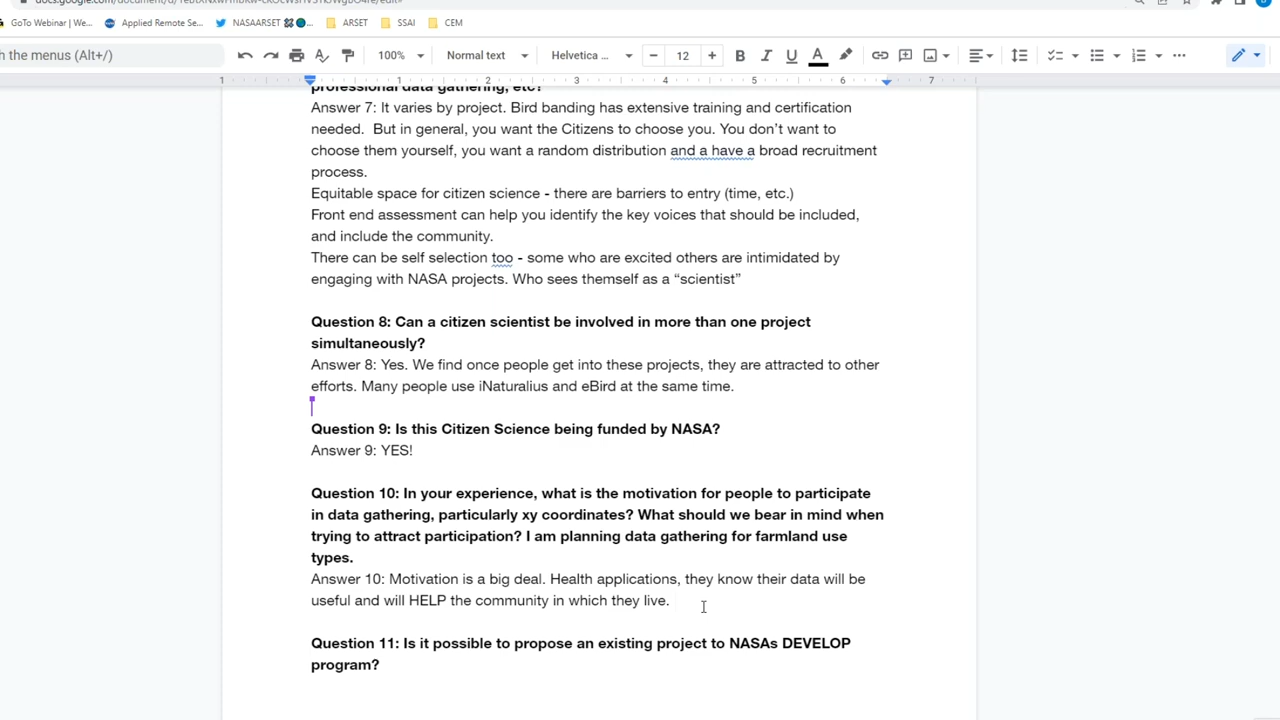 GoTo Webinar | We...
Applied Remote Se...
NASAARSET
ARSET
SSAI
CEM
h the menus (Alt+/)
100%
Normal text
Helvetica ...
12
1 1 2 3 4 5 6 7
professional data gathering, etc?
Answer 7: It varies by project. Bird banding has extensive training and certification
needed.  But in general, you want the Citizens to choose you. You don’t want to
choose them yourself, you want a random distribution and a have a broad recruitment
process.
Equitable space for citizen science - there are barriers to entry (time, etc.)
Front end assessment can help you identify the key voices that should be included,
and include the community.
There can be self selection too - some who are excited others are intimidated by
engaging with NASA projects. Who sees themself as a “scientist”
Question 8: Can a citizen scientist be involved in more than one project
simultaneously?
Answer 8: Yes. We find once people get into these projects, they are attracted to other
efforts. Many people use iNaturalius and eBird at the same time.
Question 9: Is this Citizen Science being funded by NASA?
Answer 9: YES!
Question 10: In your experience, what is the motivation for people to participate
in data gathering, particularly xy coordinates? What should we bear in mind when
trying to attract participation? I am planning data gathering for farmland use
types.
Answer 10: Motivation is a big deal. Health applications, they know their data will be
useful and will HELP the community in which they live.
Question 11: Is it possible to propose an existing project to NASAs DEVELOP
program?